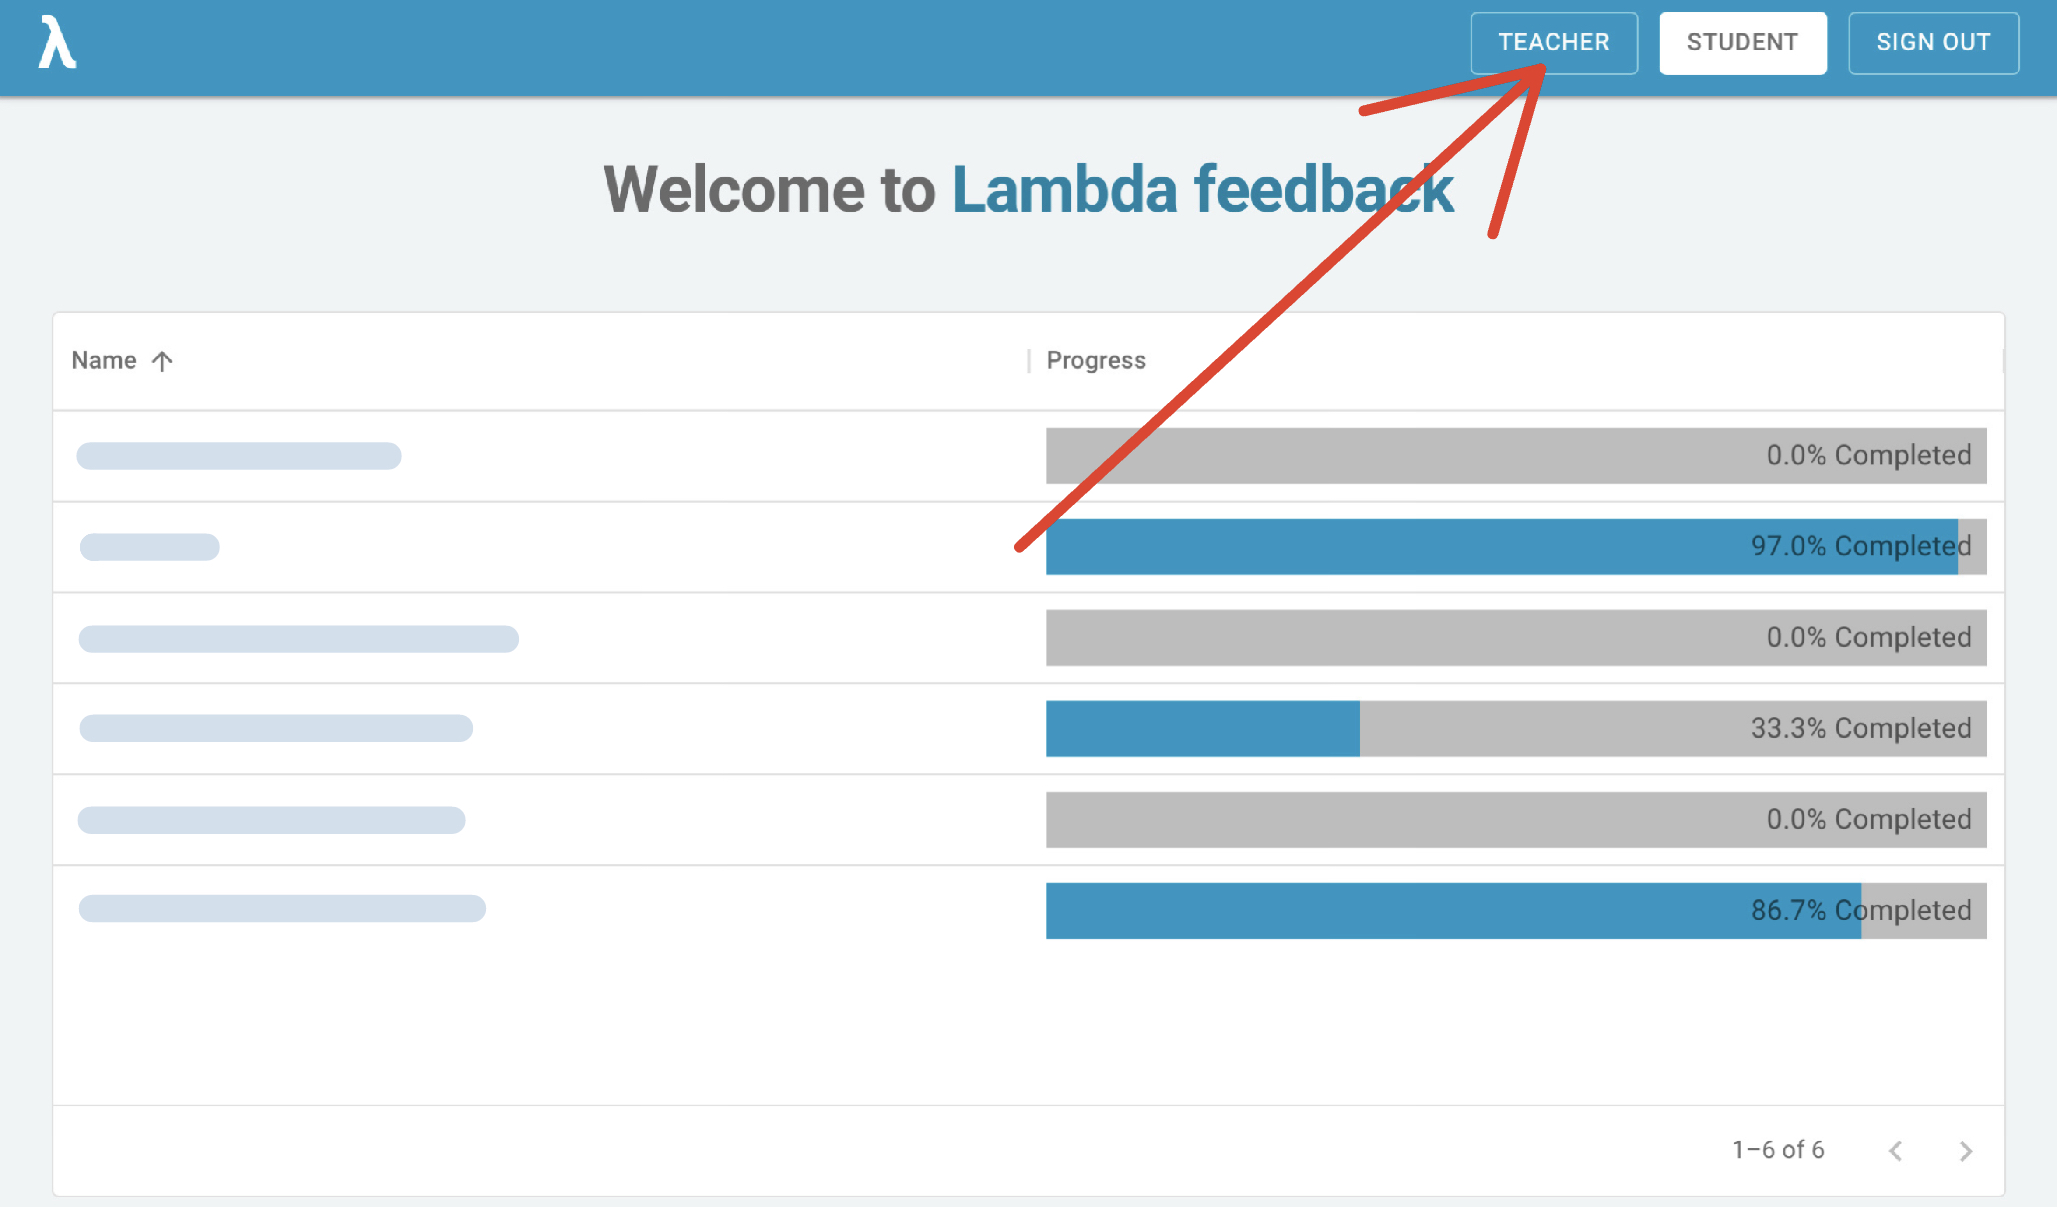 λ
TEACHER STUDENT SIGN OUT
Welcome to Lambda feedback
Name Progress
0.0% Completed
97.0% Completed
0.0% Completed
33.3% Completed
0.0% Completed
86.7% Completed
1–6 of 6